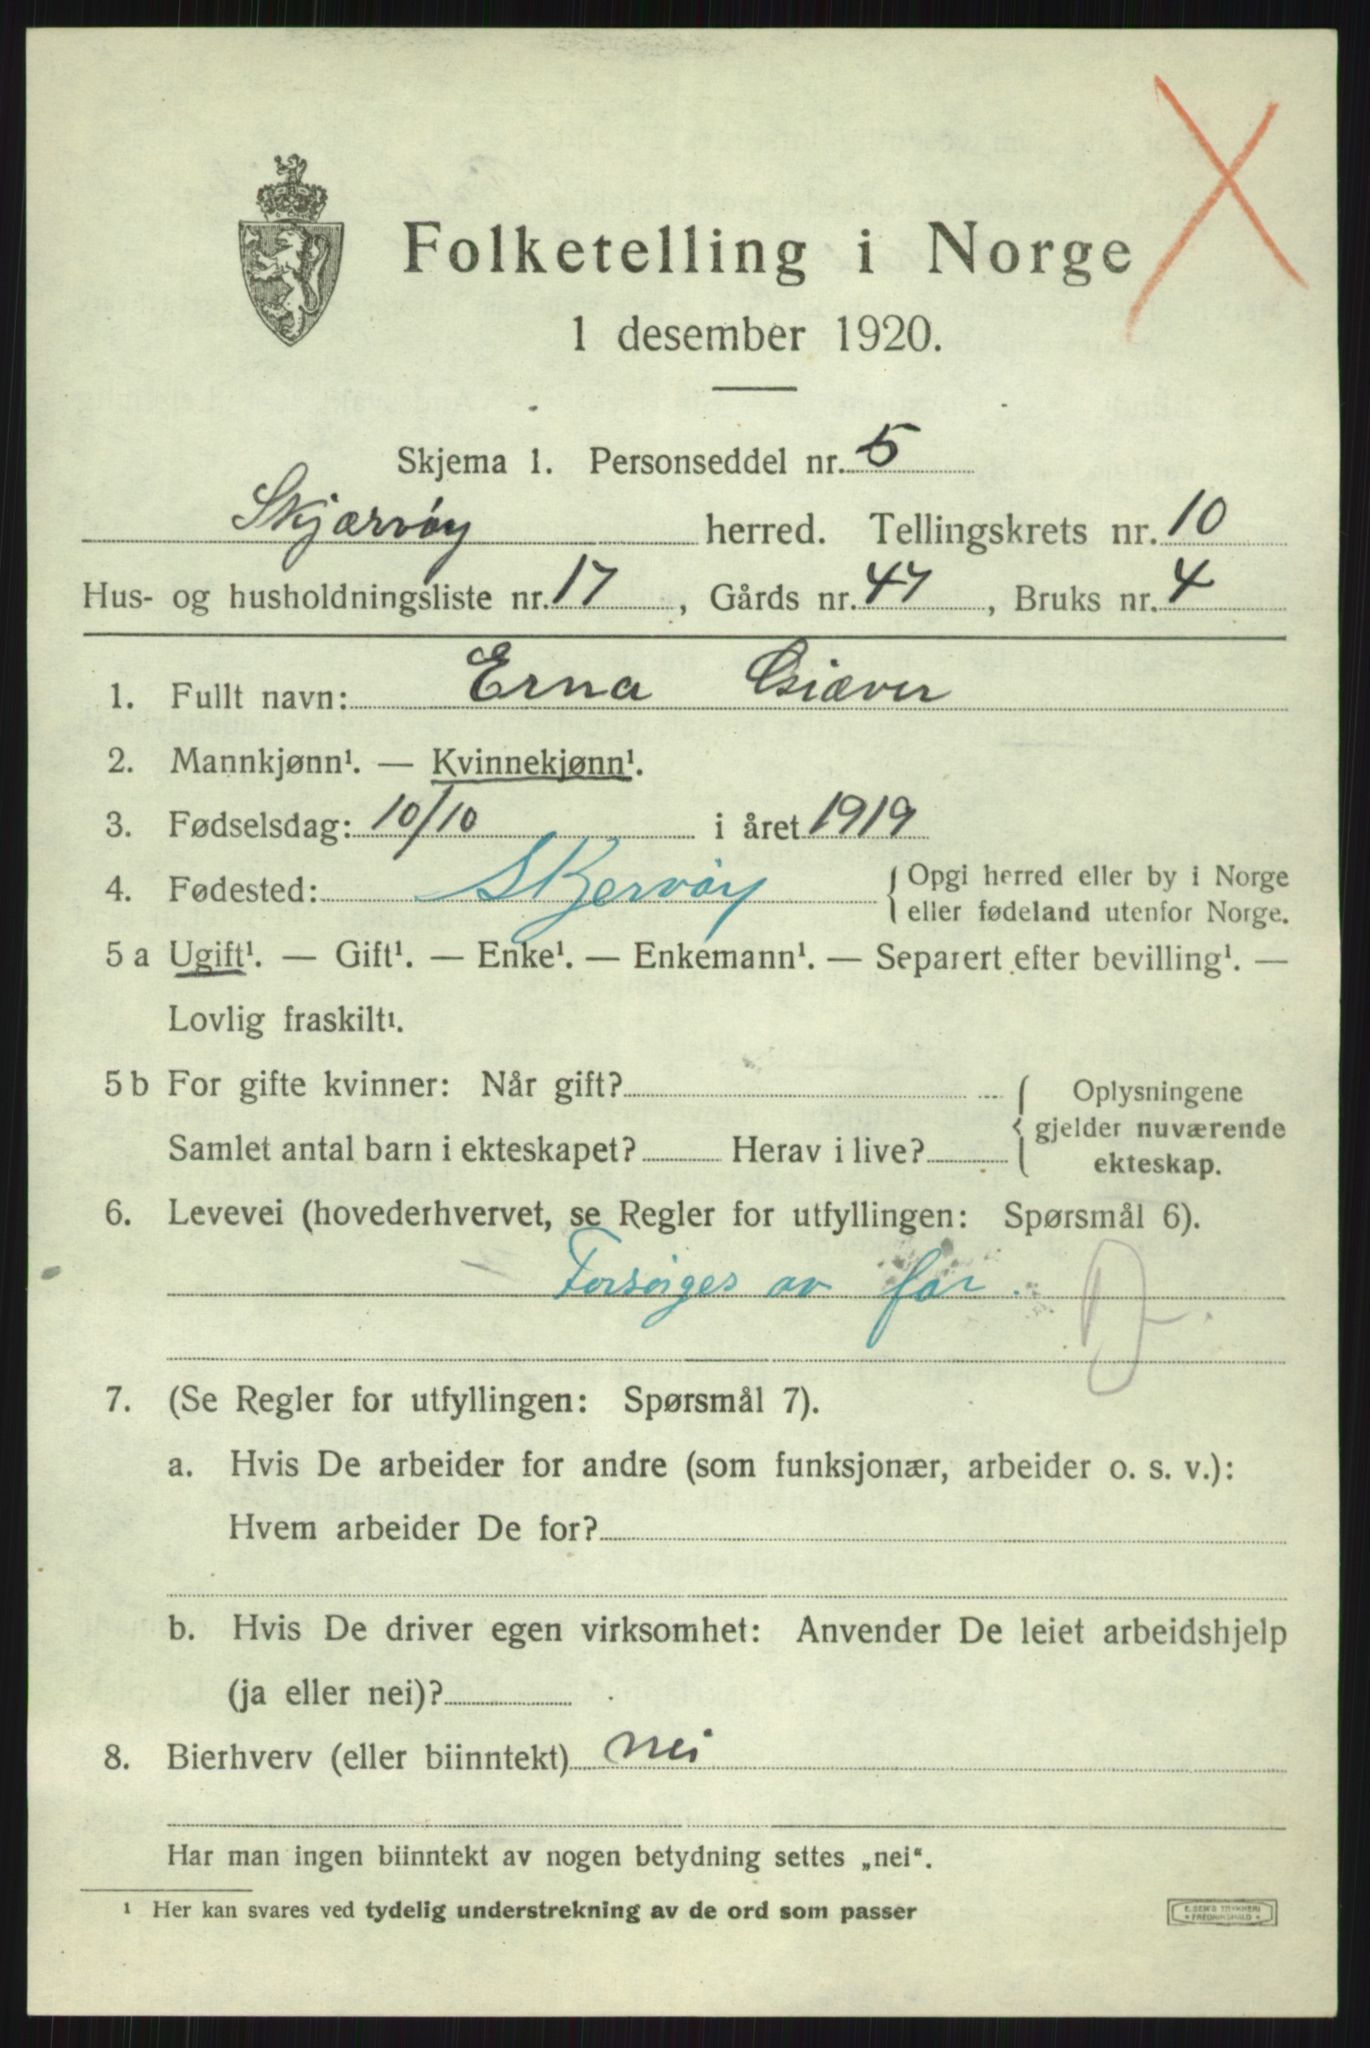 Folketelling i Norge
1 desember 1920.
Skjema 1. Personseddel nr. 5
Skjærvøy herred. Tellingskrets nr. 10
Hus- og husholdningsliste nr. 17, Gårds nr. 47, Bruks nr. 4
1. Fullt navn: Erna Giæver
2. Mannkjønn¹. — Kvinnekjønn¹.
3. Fødselsdag: 10/10 i året 1919
4. Fødested: Skjervøy { Opgi herred eller by i Norge
eller fødeland utenfor Norge.
5 a Ugift¹. — Gift¹. — Enke¹. — Enkemann¹. — Separert efter bevilling¹. —
Lovlig fraskilt¹.
5 b For gifte kvinner: Når gift? { Oplysningene
gjelder nuværende
Samlet antal barn i ekteskapet? Herav i live? ekteskap.
6. Levevei (hovederhvervet, se Regler for utfyllingen: Spørsmål 6).
Forsørges av far.
7. (Se Regler for utfyllingen: Spørsmål 7).
a. Hvis De arbeider for andre (som funksjonær, arbeider o. s. v.):
Hvem arbeider De for?
b. Hvis De driver egen virksomhet: Anvender De leiet arbeidshjelp
(ja eller nei)?
8. Bierhverv (eller biinntekt) nei
Har man ingen biinntekt av nogen betydning settes „nei“.
¹ Her kan svares ved tydelig understrekning av de ord som passer